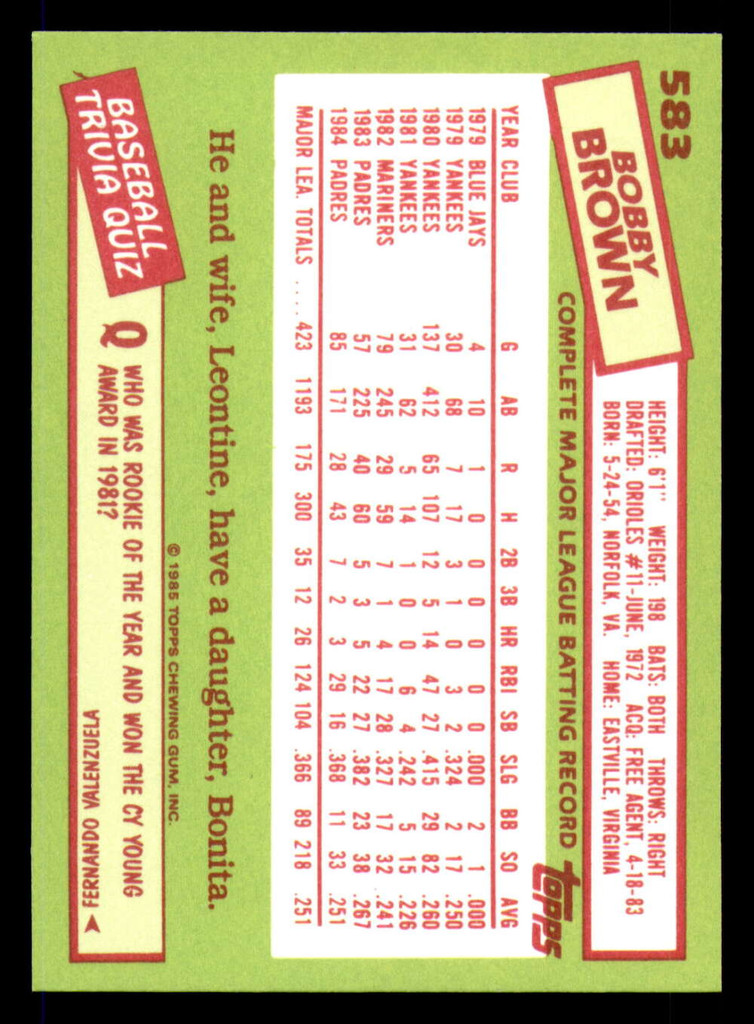 583
BOBBY
BROWN
HEIGHT: 6'1" WEIGHT: 198 BATS: BOTH THROWS: RIGHT
DRAFTED: ORIOLES #11-JUNE, 1972 ACQ: FREE AGENT, 4-18-83
BORN: 5-24-54, NORFOLK, VA. HOME: EASTVILLE, VIRGINIA
COMPLETE MAJOR LEAGUE BATTING RECORD
topps
YEAR CLUB G AB R H 2B 3B HR RBI SB SLG BB SO AVG
1979 BLUE JAYS 4 10 1 0 0 0 0 0 0 .000 2 1 .000
1979 YANKEES 30 68 7 17 3 1 0 3 2 .324 2 17 .250
1980 YANKEES 137 412 65 107 12 5 14 47 27 .415 29 82 .260
1981 YANKEES 31 62 5 14 1 0 0 6 4 .242 5 15 .226
1982 MARINERS 79 245 29 59 7 1 4 17 28 .327 17 32 .241
1983 PADRES 57 225 40 60 5 3 5 22 27 .382 23 38 .267
1984 PADRES 85 171 28 43 7 2 3 29 16 .368 11 33 .251
MAJOR LEA. TOTALS .... 423 1193 175 300 35 12 26 124 104 .366 89 218 .251
He and wife, Leontine, have a daughter, Bonita.
© 1985 TOPPS CHEWING GUM, INC.
BASEBALL
TRIVIA QUIZ
Q WHO WAS ROOKIE OF THE YEAR AND WON THE CY YOUNG
AWARD IN 1981?
FERNANDO VALENZUELA